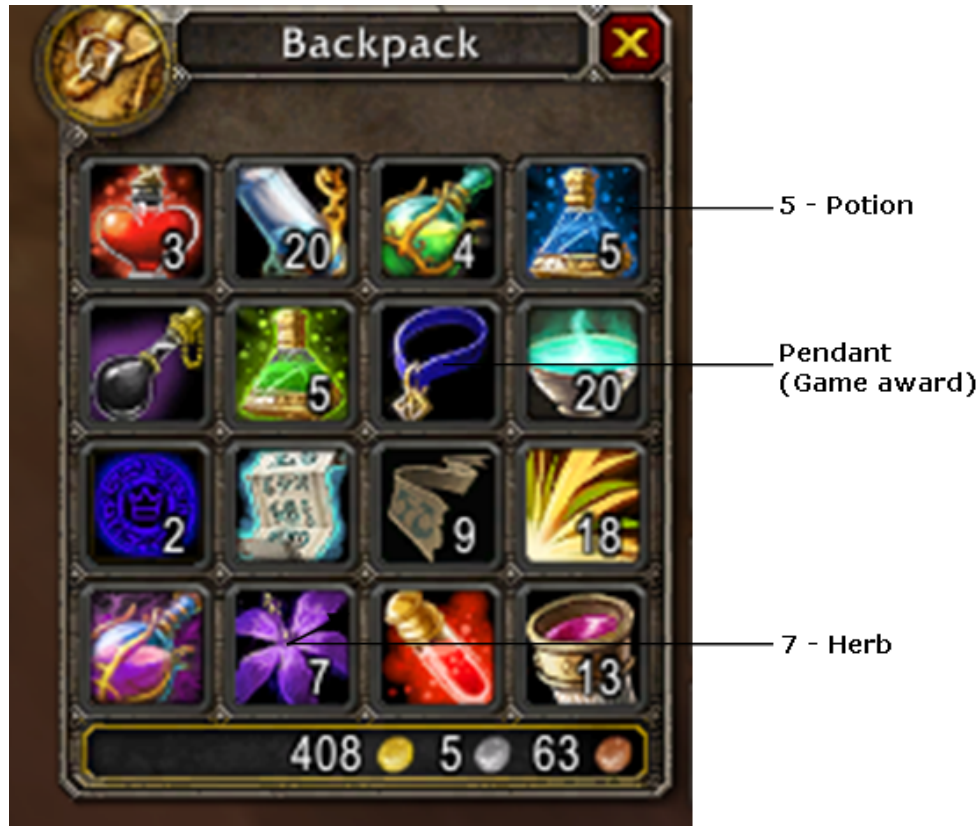 Backpack
3 20 4 5
5 - Potion
5 20
Pendant
(Game award)
2 9 18
7 13
7 - Herb
408 5 63